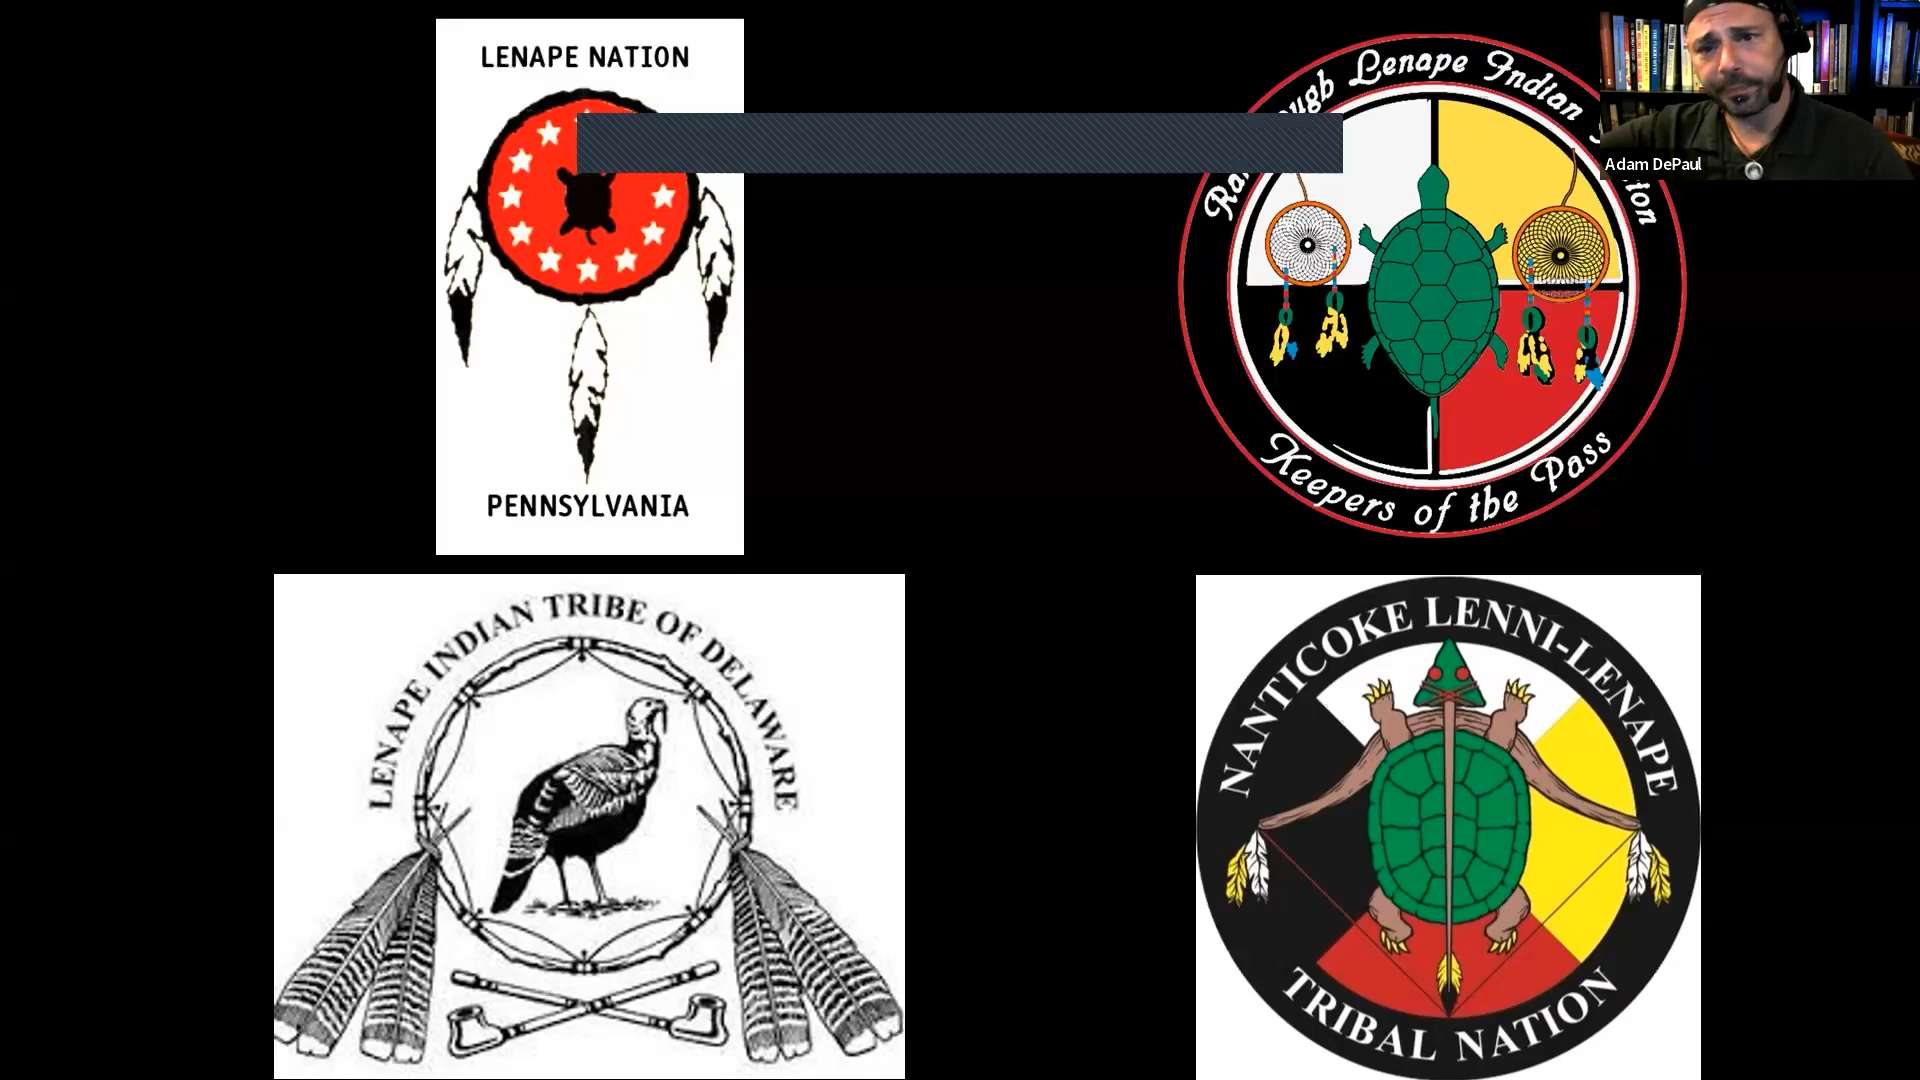 LENAPE NATION
PENNSYLVANIA
Lenape Indian
Keepers of the Pass
Adam DePaul
LENAPE INDIAN TRIBE OF DELAWARE
NANTICOKE LENNI-LENAPE
TRIBAL NATION